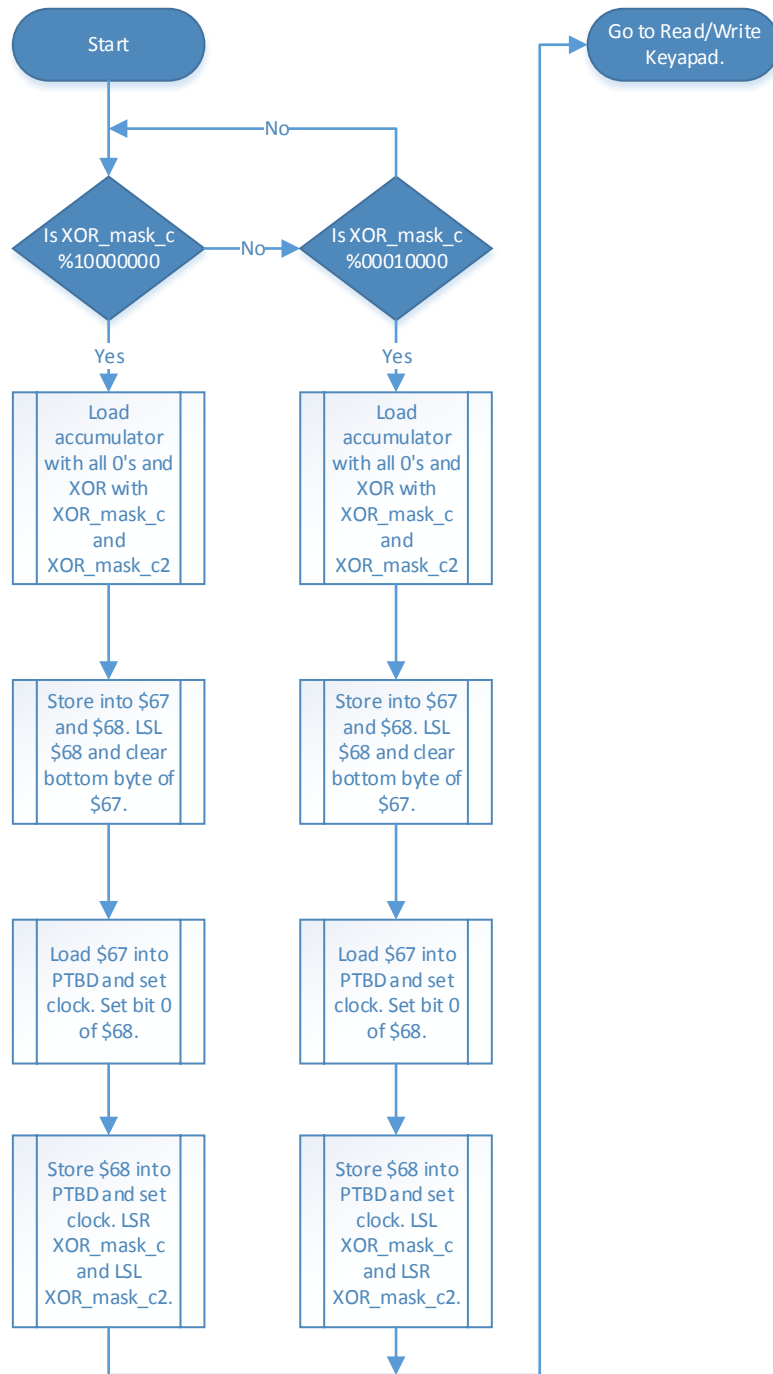 Start
Go to Read/Write
Keyapad.
No
Is XOR_mask_c
%10000000
No
Is XOR_mask_c
%00010000
Yes
Yes
Load
accumulator
with all 0's and
XOR with
XOR_mask_c
and
XOR_mask_c2
Load
accumulator
with all 0's and
XOR with
XOR_mask_c
and
XOR_mask_c2
Store into $67
and $68. LSL
$68 and clear
bottom byte of
$67.
Store into $67
and $68. LSL
$68 and clear
bottom byte of
$67.
Load $67 into
PTBD and set
clock. Set bit 0
of $68.
Load $67 into
PTBD and set
clock. Set bit 0
of $68.
Store $68 into
PTBD and set
clock. LSR
XOR_mask_c
and LSL
XOR_mask_c2.
Store $68 into
PTBD and set
clock. LSL
XOR_mask_c
and LSR
XOR_mask_c2.